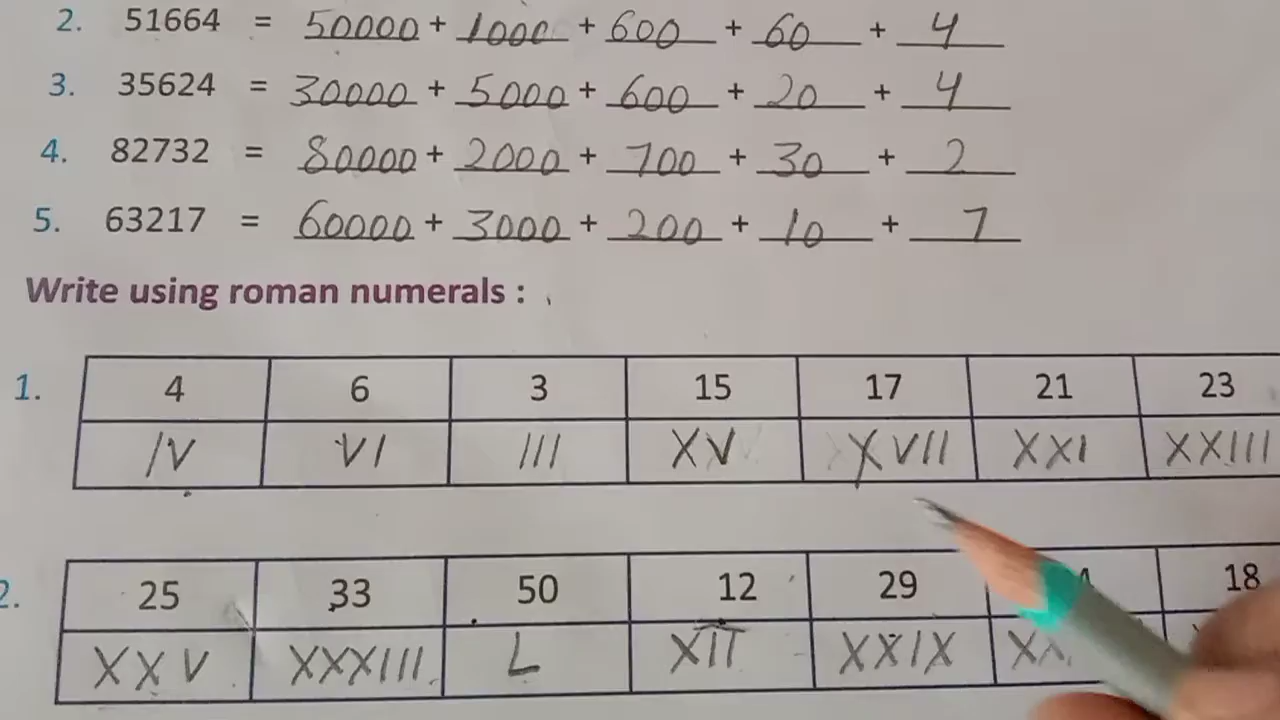 2. 51664 = 50000 + 1000 + 600 + 60 + 4
3. 35624 = 30000 + 5000 + 600 + 20 + 4
4. 82732 = 80000 + 2000 + 700 + 30 + 2
5. 63217 = 60000 + 3000 + 200 + 10 + 7
Write using roman numerals :
1. 4 6 3 15 17 21 23
IV VI III XV XVII XXI XXIII
2. 25 33 50 12 29 18
XXV XXXIII L XII XXIX